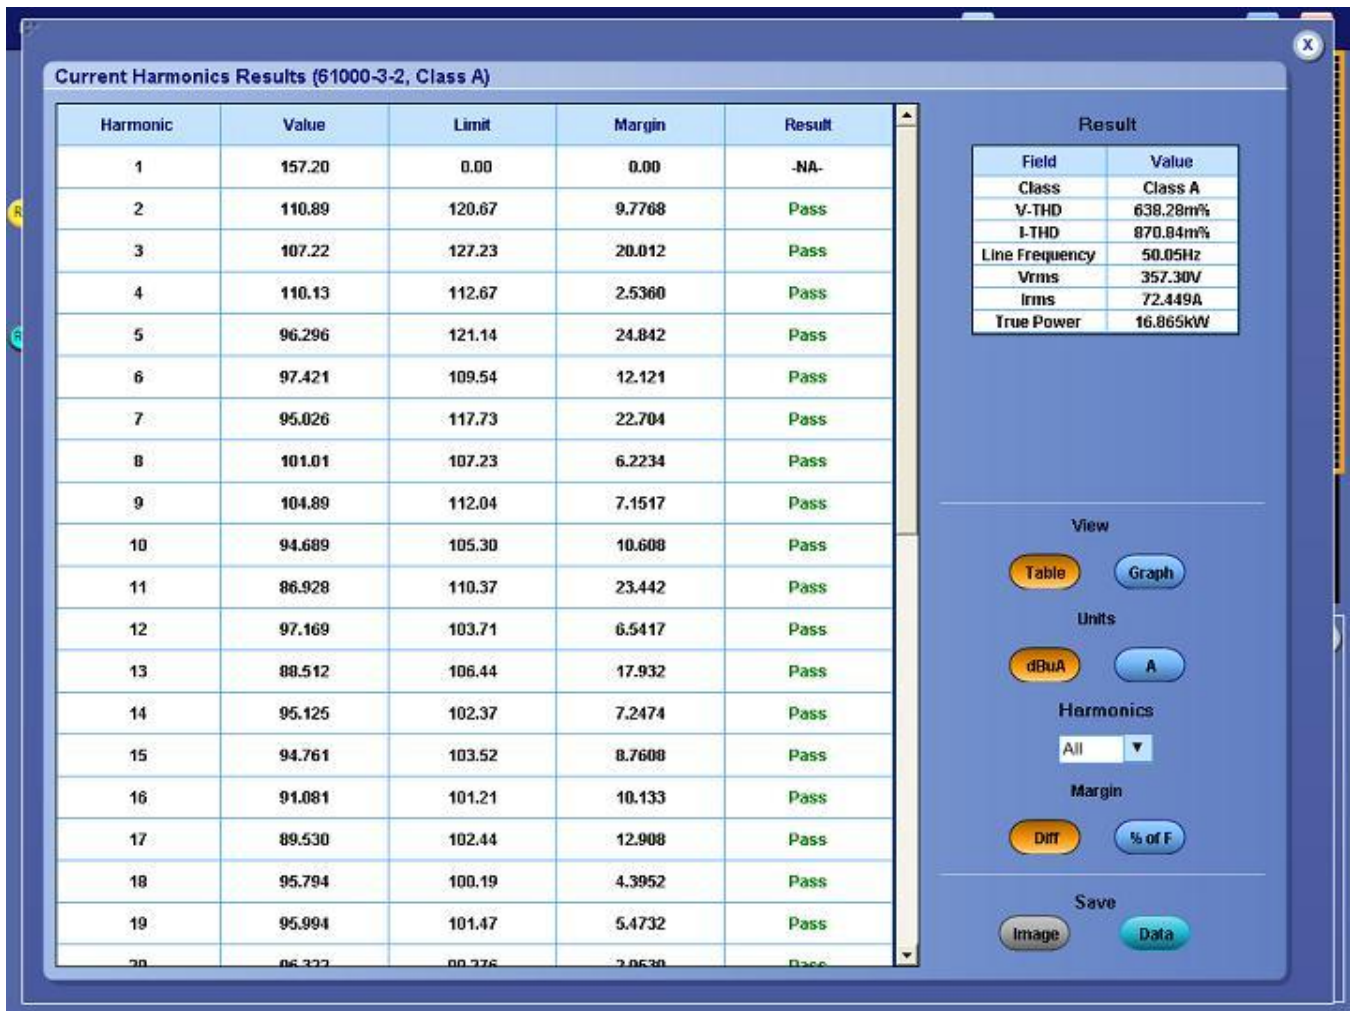 Current Harmonics Results (61000-3-2, Class A)
X
Harmonic Value Limit Margin Result
1 157.20 0.00 0.00 -NA-
2 110.89 120.67 9.7768 Pass
3 107.22 127.23 20.012 Pass
4 110.13 112.67 2.5360 Pass
5 96.296 121.14 24.842 Pass
6 97.421 109.54 12.121 Pass
7 95.026 117.73 22.704 Pass
8 101.01 107.23 6.2234 Pass
9 104.89 112.04 7.1517 Pass
10 94.689 105.30 10.608 Pass
11 86.928 110.37 23.442 Pass
12 97.169 103.71 6.5417 Pass
13 88.512 106.44 17.932 Pass
14 95.125 102.37 7.2474 Pass
15 94.761 103.52 8.7608 Pass
16 91.081 101.21 10.133 Pass
17 89.530 102.44 12.908 Pass
18 95.794 100.19 4.3952 Pass
19 95.994 101.47 5.4732 Pass
Result
Field Value
Class Class A
V-THD 638.28m%
I-THD 870.84m%
Line Frequency 50.05Hz
Vrms 357.30V
Irms 72.449A
True Power 16.865kW
View
Table Graph
Units
dBuA A
Harmonics
All
Margin
Diff % of F
Save
Image Data